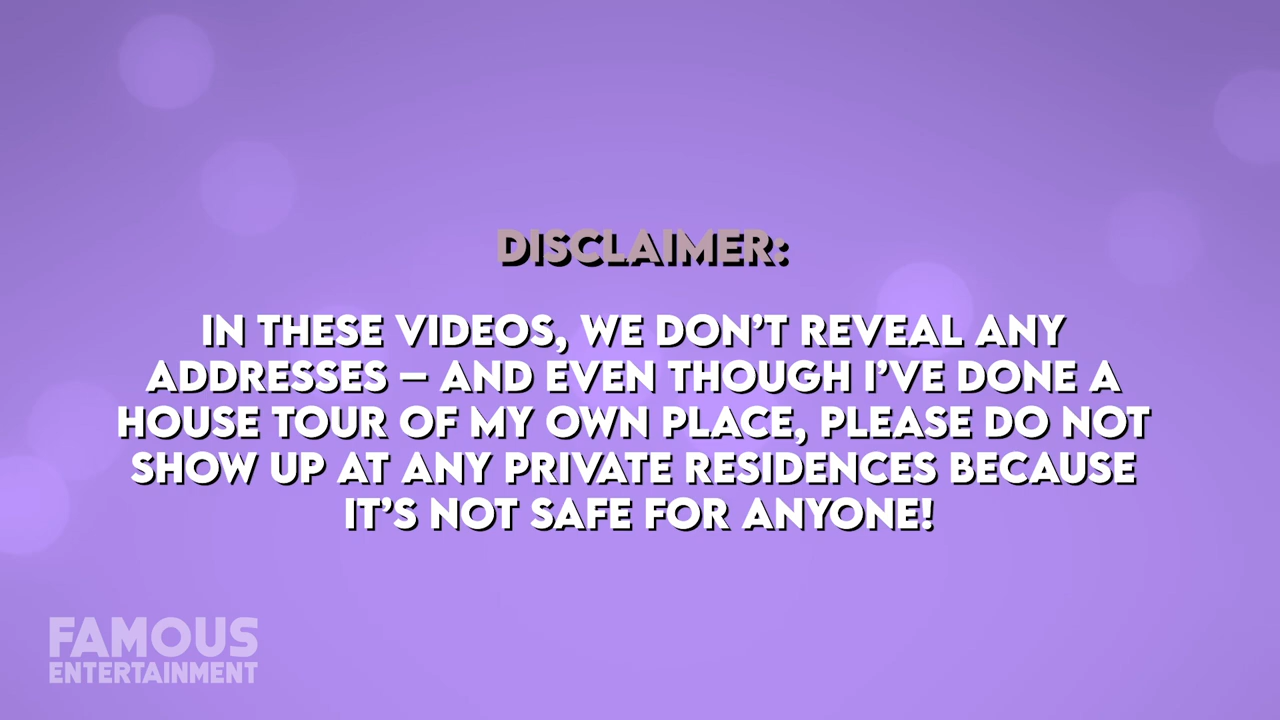 DISCLAIMER:
IN THESE VIDEOS, WE DON'T REVEAL ANY
ADDRESSES – AND EVEN THOUGH I'VE DONE A
HOUSE TOUR OF MY OWN PLACE, PLEASE DO NOT
SHOW UP AT ANY PRIVATE RESIDENCES BECAUSE
IT'S NOT SAFE FOR ANYONE!
FAMOUS
ENTERTAINMENT